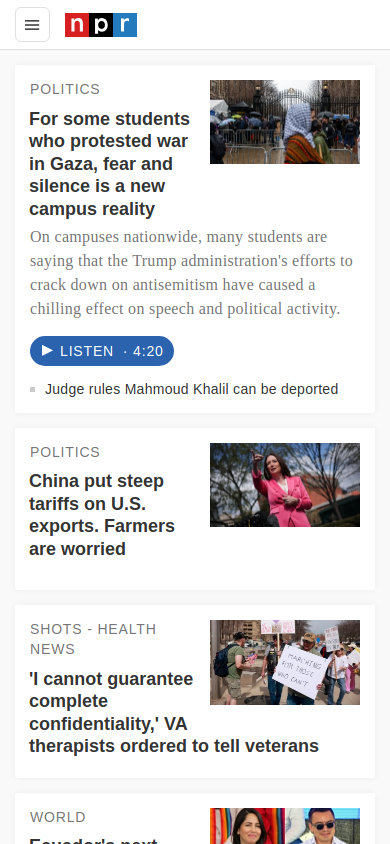 npr
POLITICS
For some students
who protested war
in Gaza, fear and
silence is a new
campus reality
On campuses nationwide, many students are
saying that the Trump administration's efforts to
crack down on antisemitism have caused a
chilling effect on speech and political activity.
LISTEN · 4:20
Judge rules Mahmoud Khalil can be deported
POLITICS
China put steep
tariffs on U.S.
exports. Farmers
are worried
SHOTS - HEALTH
NEWS
'I cannot guarantee
complete
confidentiality,' VA
therapists ordered to tell veterans
MARCHING
FOR THOSE
WHO CAN'T
WORLD
Ecuador's next